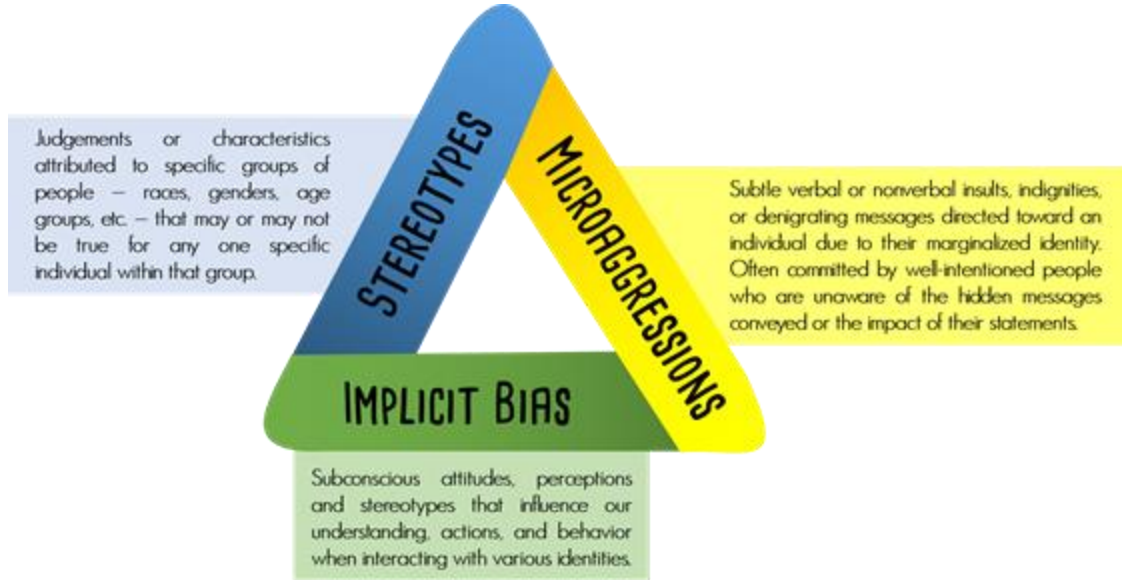 STEREOTYPES
Judgements or characteristics
attributed to specific groups of
people – races, genders, age
groups, etc. – that may or may not
be true for any one specific
individual within that group.
MICROAGGRESSIONS
Subtle verbal or nonverbal insults, indignities,
or denigrating messages directed toward an
individual due to their marginalized identity.
Often committed by well-intentioned people
who are unaware of the hidden messages
conveyed or the impact of their statements.
IMPLICIT BIAS
Subconscious attitudes, perceptions
and stereotypes that influence our
understanding, actions, and behavior
when interacting with various identities.